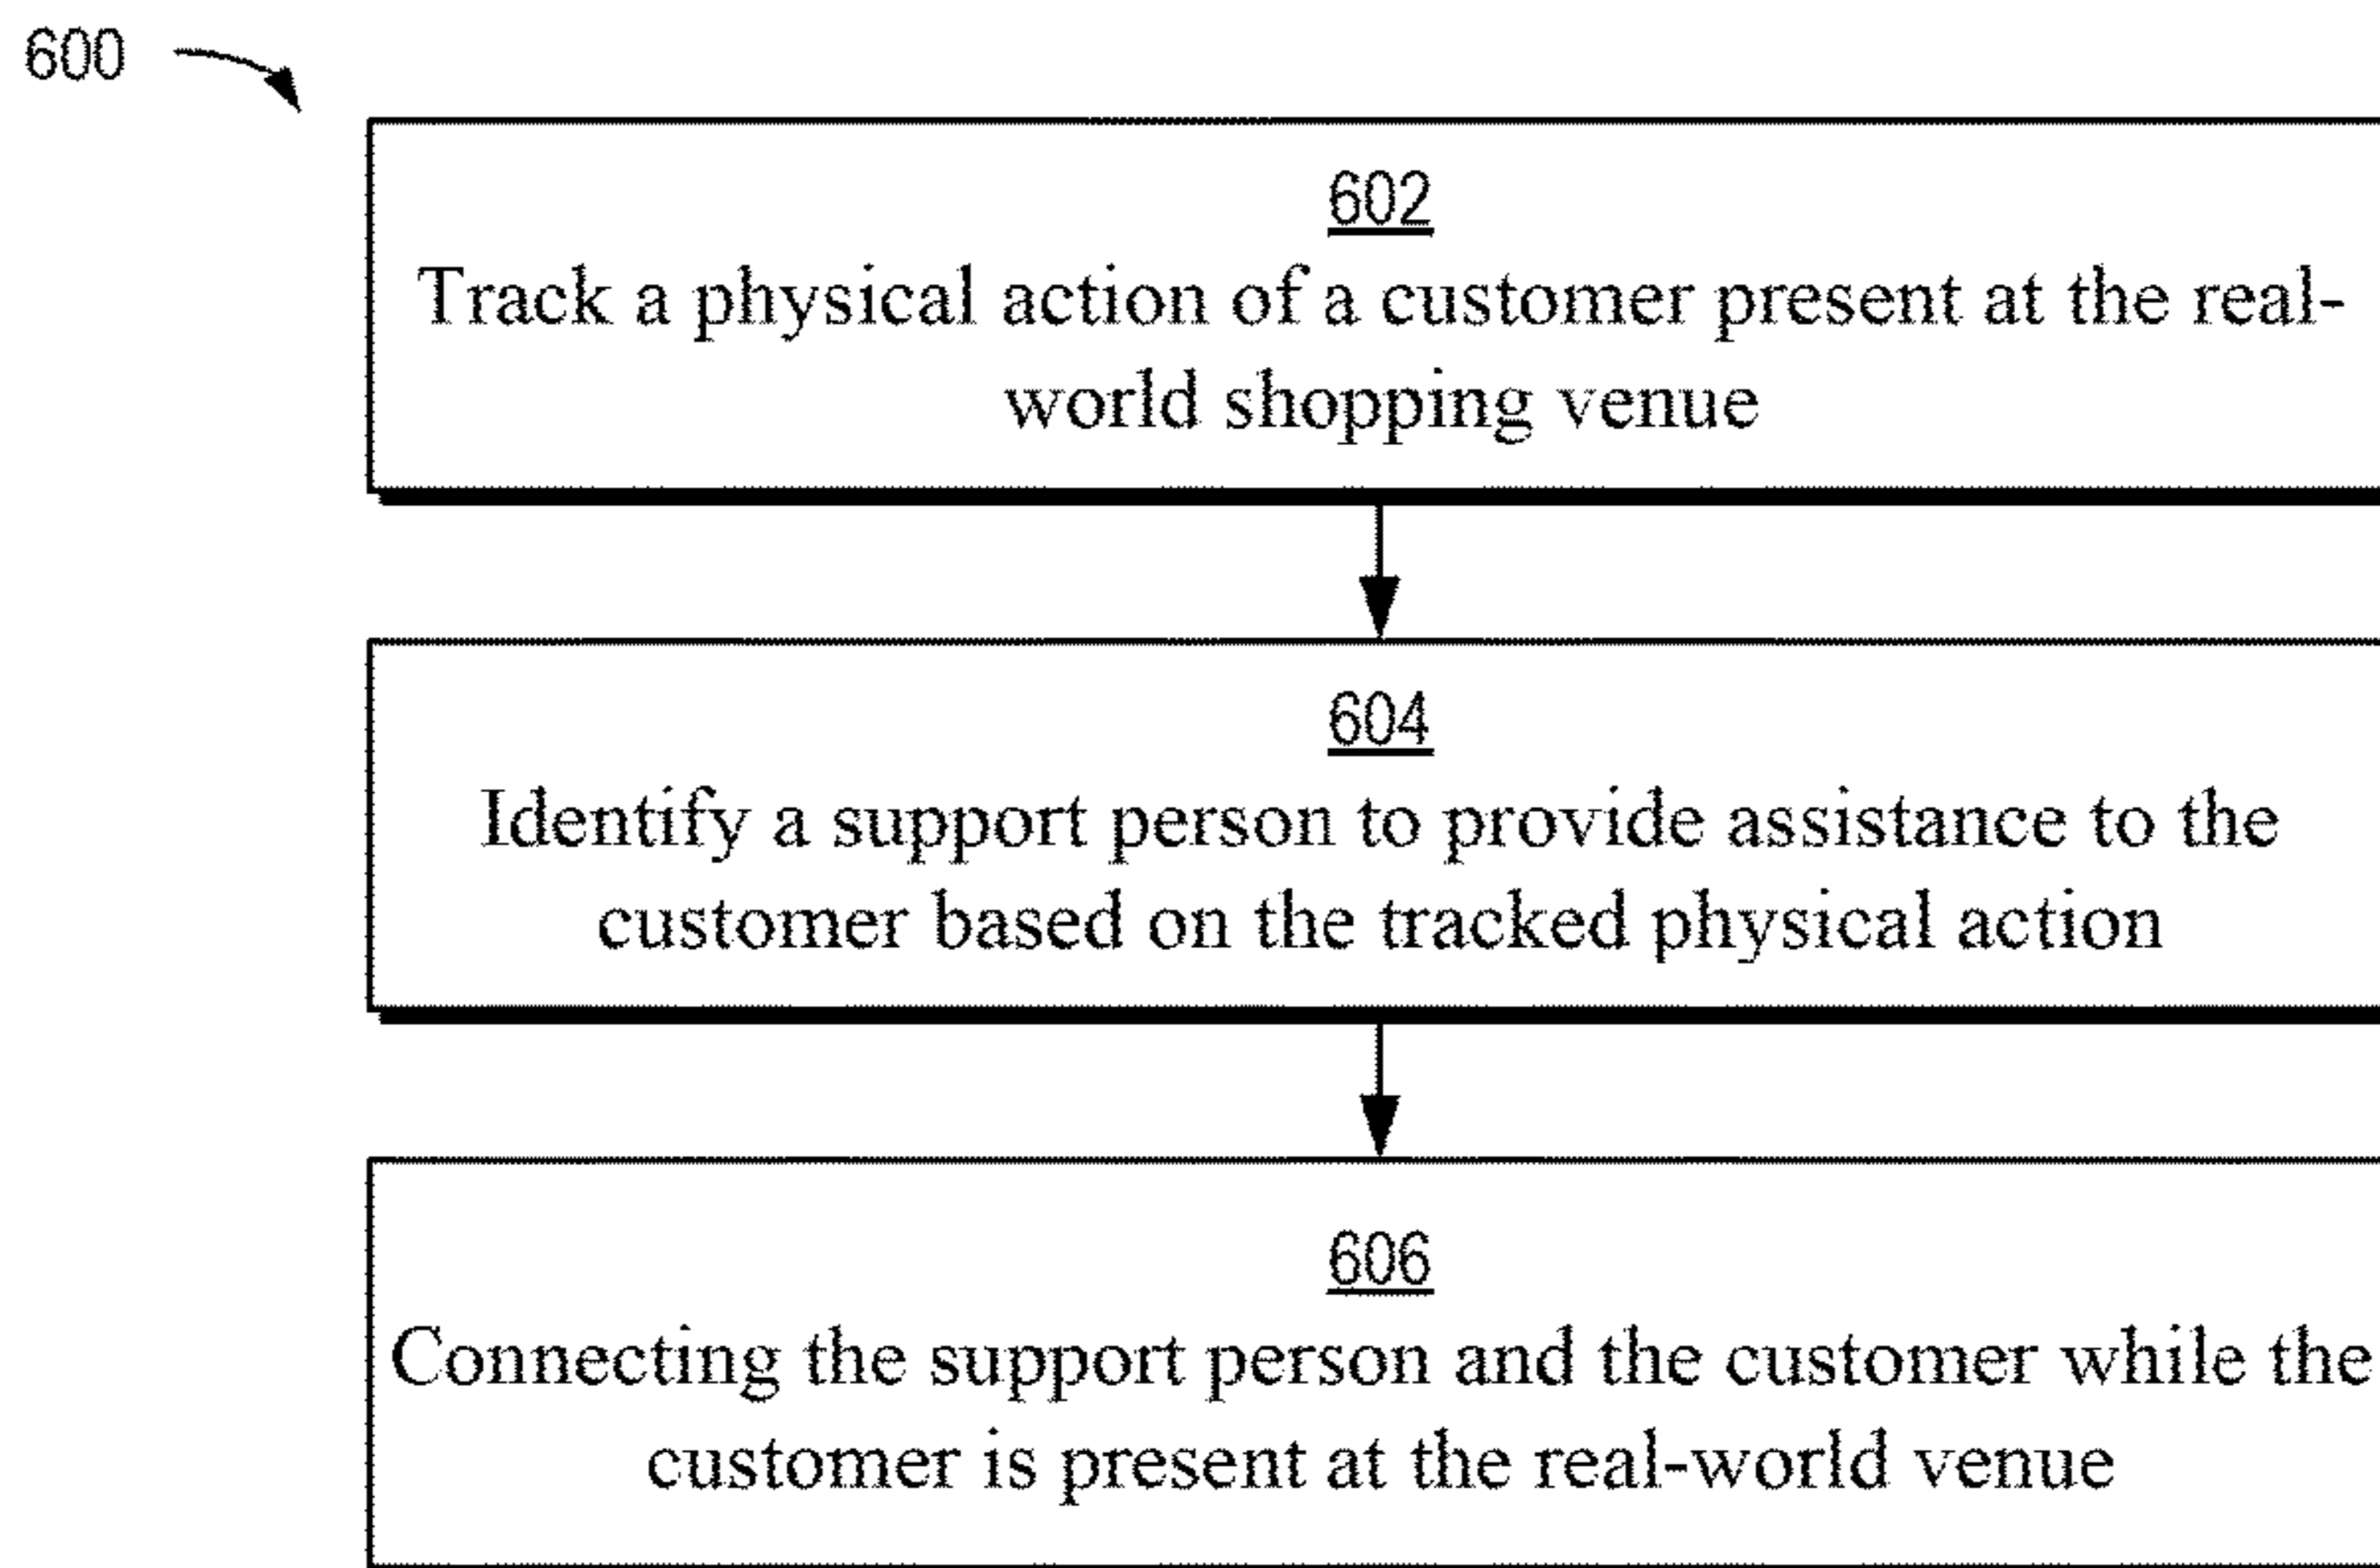 600
602
Track a physical action of a customer present at the real-
world shopping venue
604
Identify a support person to provide assistance to the
customer based on the tracked physical action
606
Connecting the support person and the customer while the
customer is present at the real-world venue